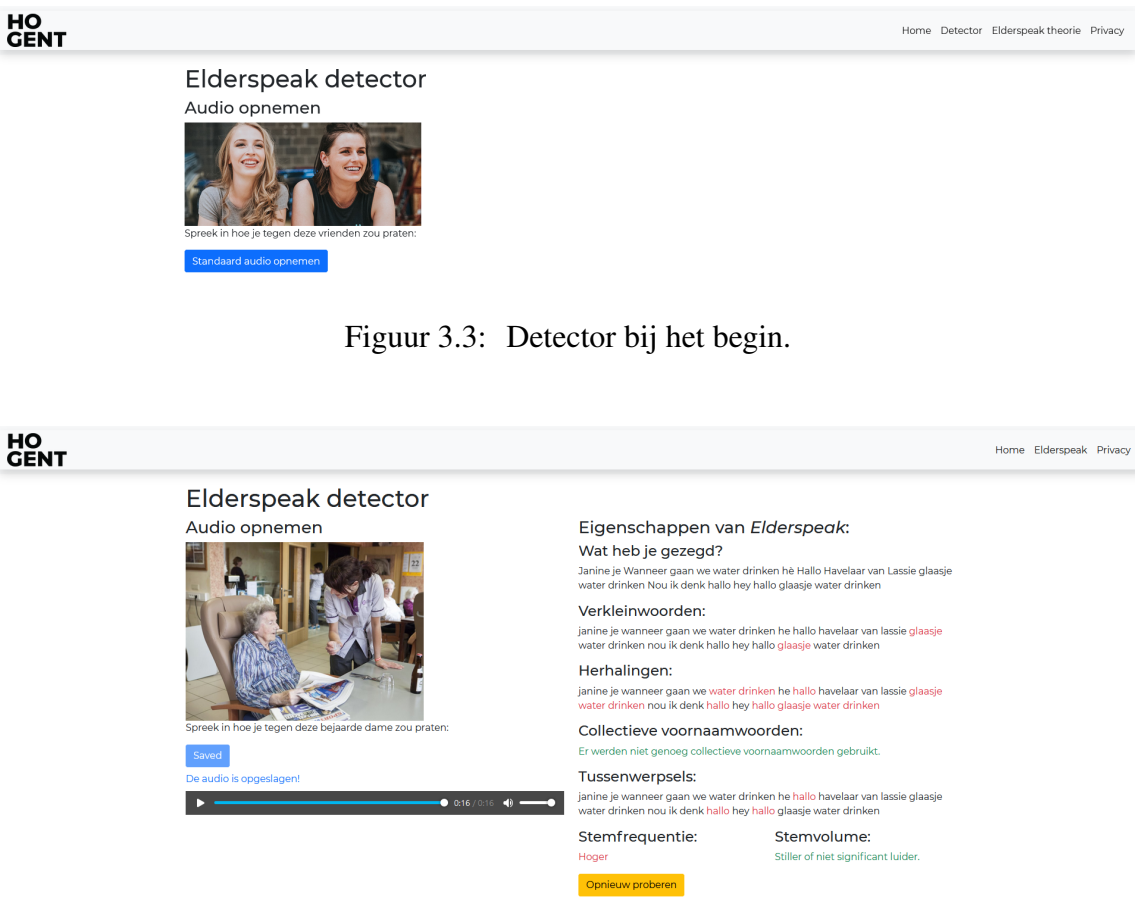 HO
GENT
Home Detector Elderspeak theorie Privacy
Elderspeak detector
Audio opnemen
Spreek in hoe je tegen deze vrienden zou praten:
Standaard audio opnemen
Figuur 3.3: Detector bij het begin.
HO
GENT
Home Elderspeak Privacy
Elderspeak detector
Audio opnemen
22
Spreek in hoe je tegen deze bejaarde dame zou praten:
Saved
De audio is opgeslagen!
0:16 / 0:16
Eigenschappen van Elderspeak:
Wat heb je gezegd?
Janine je Wanneer gaan we water drinken hè Hallo Havelaar van Lassie glaasje
water drinken Nou ik denk hallo hey hallo glaasje water drinken
Verkleinwoorden:
janine je wanneer gaan we water drinken he hallo havelaar van lassie glaasje
water drinken nou ik denk hallo hey hallo glaasje water drinken
Herhalingen:
janine je wanneer gaan we water drinken he hallo havelaar van lassie glaasje
water drinken nou ik denk hallo hey hallo glaasje water drinken
Collectieve voornaamwoorden:
Er werden niet genoeg collectieve voornaamwoorden gebruikt.
Tussenwerpsels:
janine je wanneer gaan we water drinken he hallo havelaar van lassie glaasje
water drinken nou ik denk hallo hey hallo glaasje water drinken
Stemfrequentie: Stemvolume:
Hoger Stiller of niet significant luider.
Opnieuw proberen